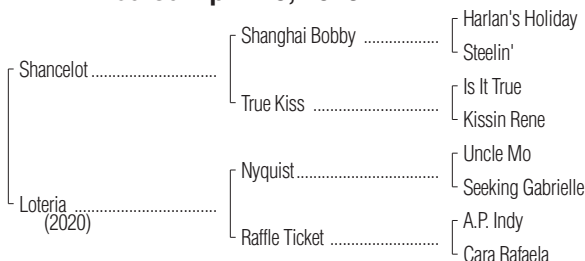 Harlan's Holiday
Shanghai Bobby
Steelin'
Shancelot
Is It True
True Kiss
Kissin Rene
Uncle Mo
Nyquist
Seeking Gabrielle
Loteria
(2020)
A.P. Indy
Raffle Ticket
Cara Rafaela